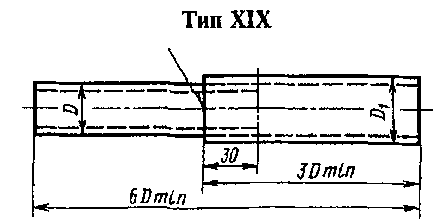 Тип XIX
D
D₁
30
3Dmin
6Dmin